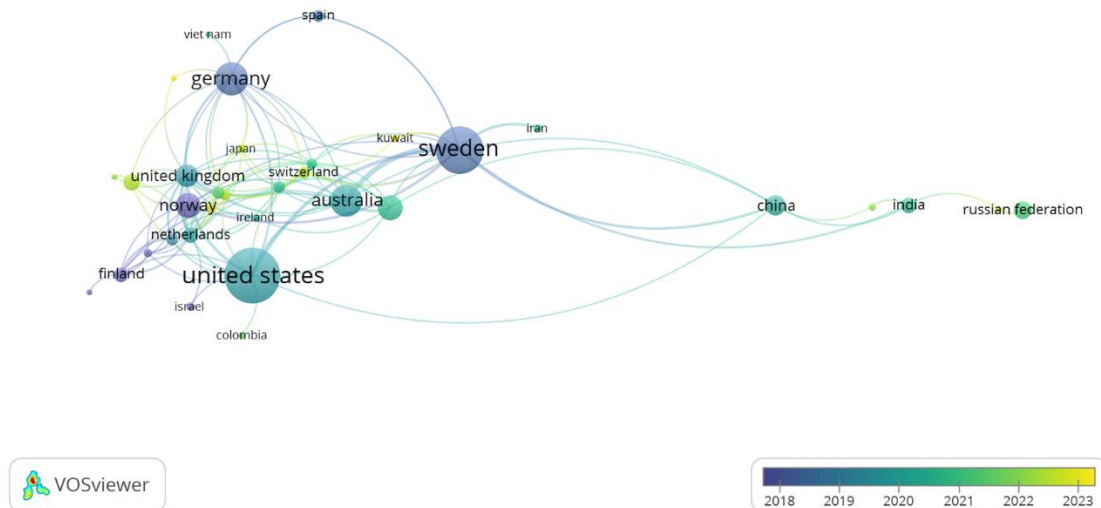 spain
viet nam
germany
iran
kuwait
japan
sweden
switzerland
united kingdom
norway
australia
china
india
russian federation
ireland
netherlands
finland
united states
israel
colombia
VOSviewer
2018 2019 2020 2021 2022 2023